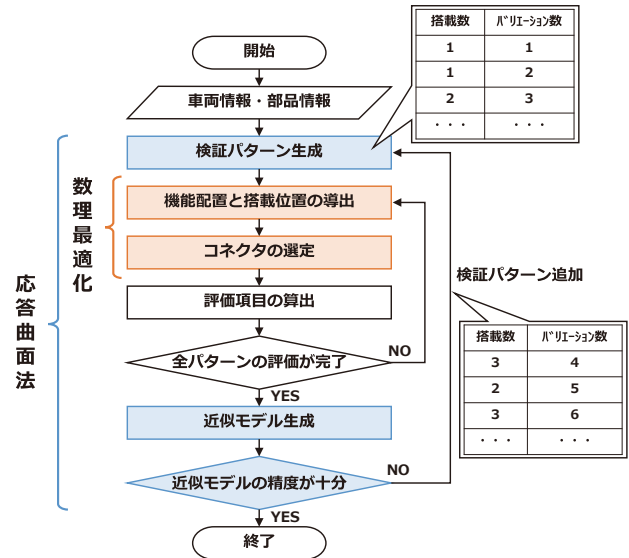 開始
車両情報・部品情報
検証パターン生成
機能配置と搭載位置の導出
コネクタの選定
評価項目の算出
全パターンの評価が完了
NO
YES
近似モデル生成
近似モデルの精度が十分
NO
YES
終了
数理最適化
応答曲面法
搭載数 ﾊﾞﾘｴｰｼｮﾝ数
1 1
1 2
2 3
・・・ ・・・
検証パターン追加
搭載数 ﾊﾞﾘｴｰｼｮﾝ数
3 4
2 5
3 6
・・・ ・・・